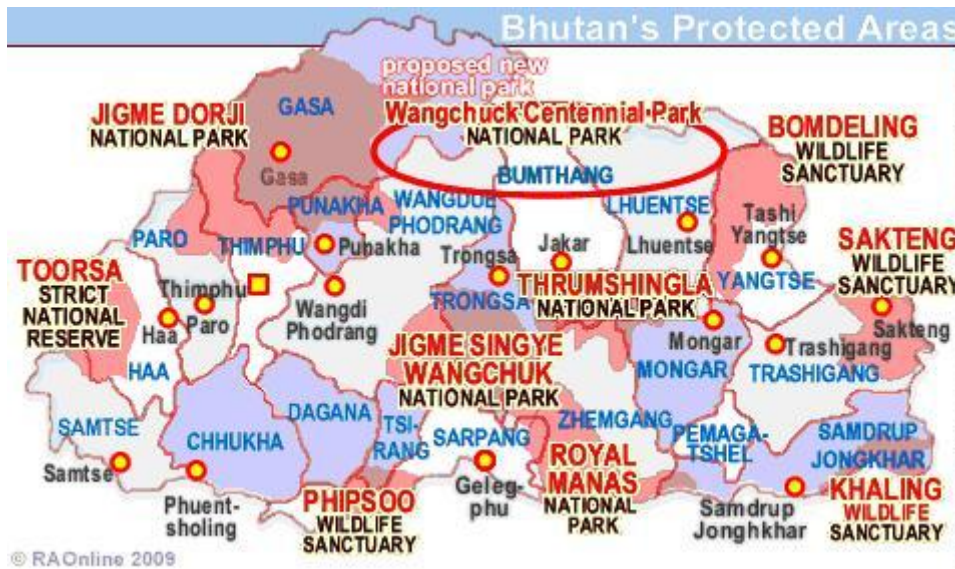 Bhutan's Protected Areas
proposed new
national park
Wangchuck Centennial Park
NATIONAL PARK
JIGME DORJI
NATIONAL PARK
GASA
Gasa
BOMDELING
WILDLIFE
SANCTUARY
BUMTHANG
PUNAKHA
Punakha
WANGDUE
PHODRANG
LHUENTSE
Lhuentse
Tashi
Yangtse
YANGTSE
PARO
THIMPHU
Trongsa
TRONGSA
Jakar
SAKTENG
WILDLIFE
SANCTUARY
Sakteng
TOORSA
STRICT
NATIONAL
RESERVE
Thimphu
Haa
Paro
Wangdi
Phodrang
THRUMSHINGLA
NATIONAL PARK
Mongar
Trashigang
TRASHIGANG
HAA
JIGME SINGYE
WANGCHUK
NATIONAL PARK
MONGAR
SAMTSE
Samtse
CHHUKHA
DAGANA
TSI-
RANG
SARPANG
ZHEMGANG
PEMAGA-
TSHEL
SAMDRUP
JONGKHAR
Phuent-
sholing
PHIPSOO
WILDLIFE
SANCTUARY
Geleg-
phu
ROYAL
MANAS
NATIONAL
PARK
Samdrup
Jonghkhar
KHALING
WILDLIFE
SANCTUARY
© RAOnline 2009